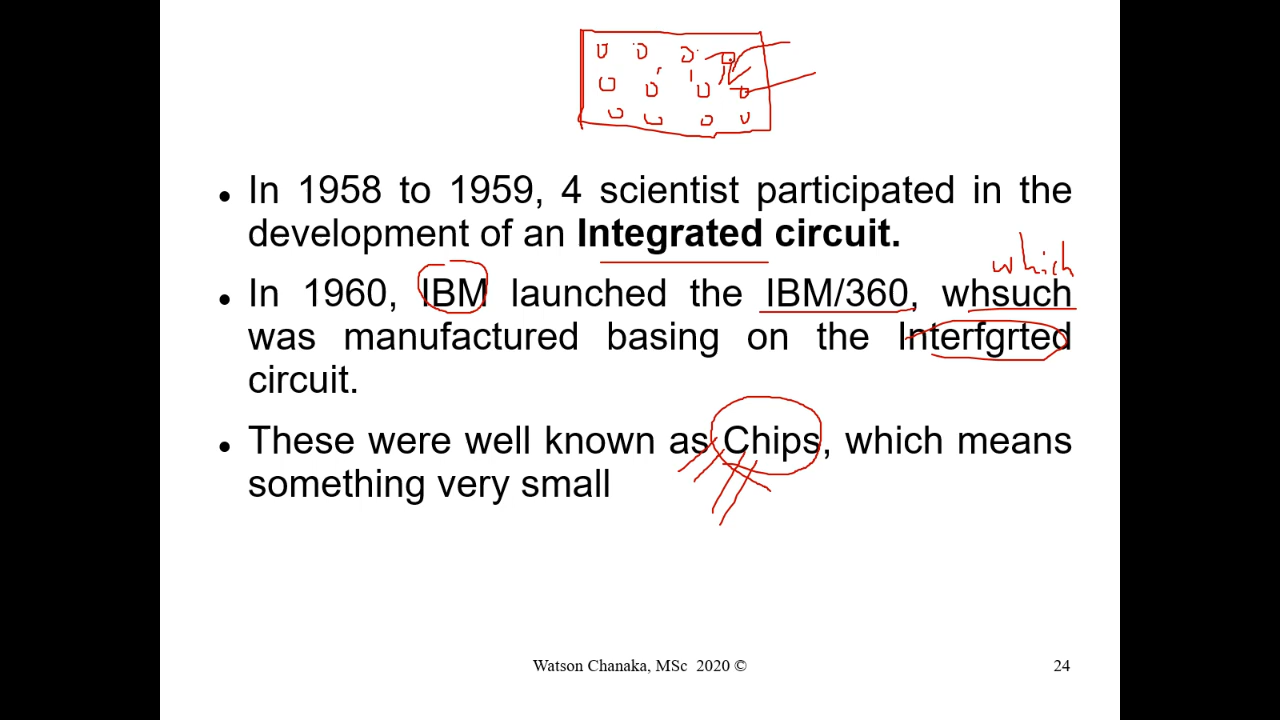 • In 1958 to 1959, 4 scientist participated in the
development of an Integrated circuit.
which
• In 1960, IBM launched the IBM/360, whsuch
was manufactured basing on the Interfgrted
circuit.
• These were well known as Chips, which means
something very small
Watson Chanaka, MSc 2020 © 24